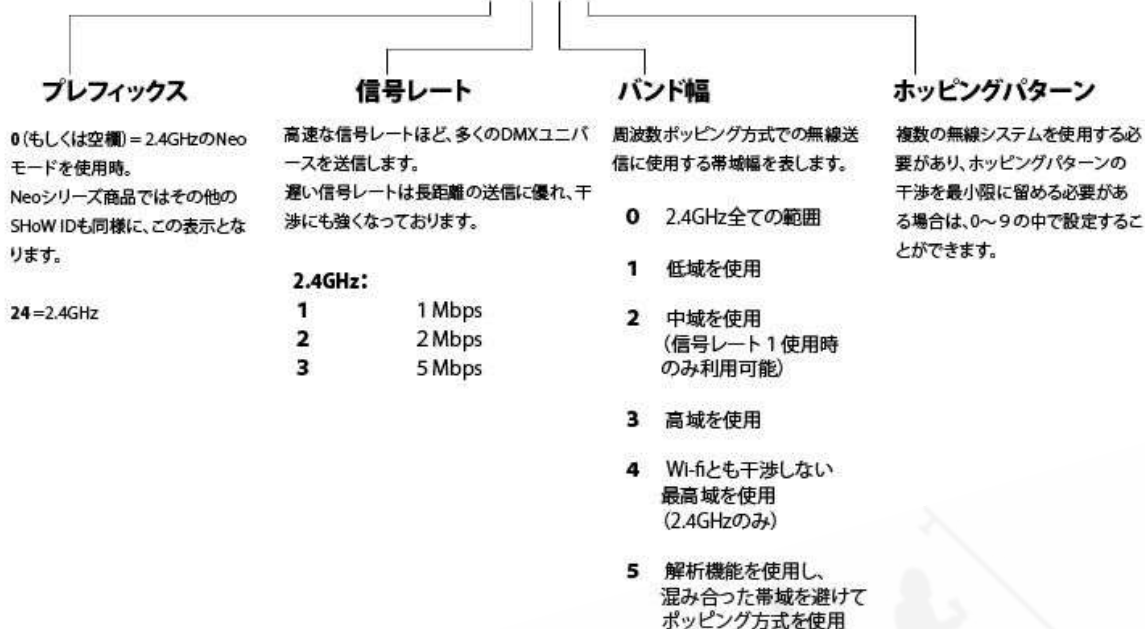 プレフィックス
0(もしくは空欄)=2.4GHzのNeo
モードを使用時。
Neoシリーズ商品ではその他の
SHoW IDも同様に、この表示とな
ります。
24=2.4GHz
信号レート
高速な信号レートほど、多くのDMXユニバ
ースを送信します。
遅い信号レートは長距離の送信に優れ、干
渉にも強くなっております。
2.4GHz:
1 1 Mbps
2 2 Mbps
3 5 Mbps
バンド幅
周波数ポッピング方式での無線送
信に使用する帯域幅を表します。
0 2.4GHz全ての範囲
1 低域を使用
2 中域を使用
(信号レート1使用時
のみ利用可能)
3 高域を使用
4 Wi-fiとも干渉しない
最高域を使用
(2.4GHzのみ)
5 解析機能を使用し、
混み合った帯域を避けて
ポッピング方式を使用
ホッピングパターン
複数の無線システムを使用する必
要があり、ホッピングパターンの
干渉を最小限に留める必要があ
る場合は、0〜9の中で設定するこ
とができます。